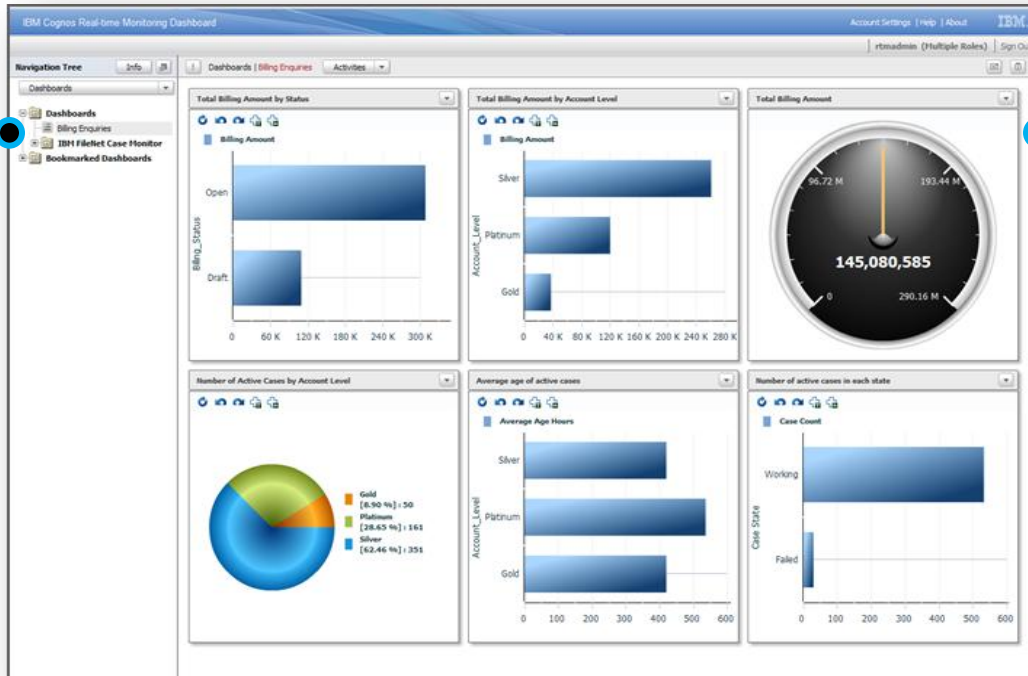 IBM Cognos Real-time Monitoring Dashboard
Account Settings | Help | About
IBM
rtmadmin (Multiple Roles) | Sign Ou
Navigation Tree
Info
Dashboards | Billing Enquiries
Activities
Dashboards
Dashboards
Billing Enquiries
IBM FileNet Case Monitor
Bookmarked Dashboards
Total Billing Amount by Status
Billing Amount
Billing_Status
Open
Draft
0 60 K 120 K 180 K 240 K 300 K
Total Billing Amount by Account Level
Billing Amount
Account_Level
Silver
Platinum
Gold
0 40 K 80 K 120 K 160 K 200 K 240 K 280 K
Total Billing Amount
96.72 M
193.44 M
145,080,585
0
290.16 M
Number of Active Cases by Account Level
Gold
[8.90 %] : 50
Platinum
[28.65 %] : 161
Silver
[62.46 %] : 351
Average age of active cases
Average Age Hours
Account_Level
Silver
Platinum
Gold
0 100 200 300 400 500 600
Number of active cases in each state
Case Count
Case State
Working
Failed
0 100 200 300 400 500 600